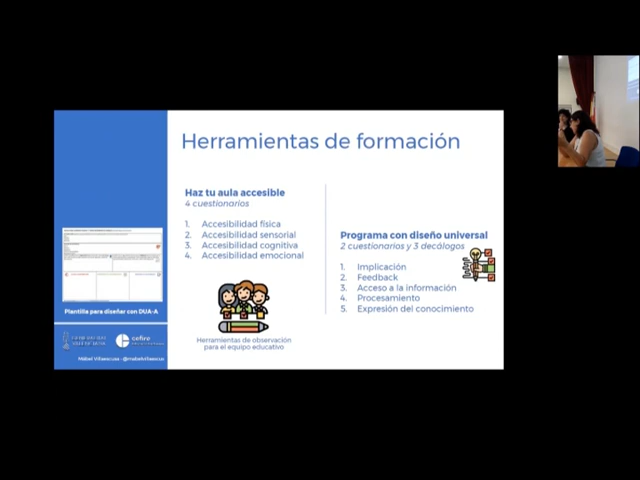 Herramientas de formación
Haz tu aula accesible
4 cuestionarios
1. Accesibilidad física
2. Accesibilidad sensorial
3. Accesibilidad cognitiva
4. Accesibilidad emocional
Herramientas de observación
para el equipo educativo
Programa con diseño universal
2 cuestionarios y 3 decálogos
1. Implicación
2. Feedback
3. Acceso a la información
4. Procesamiento
5. Expresión del conocimiento
Plantilla para diseñar con DUA-A
GENERALITAT
VALENCIANA
cefire
Mabel Villaescusa - @mabelvillaescus